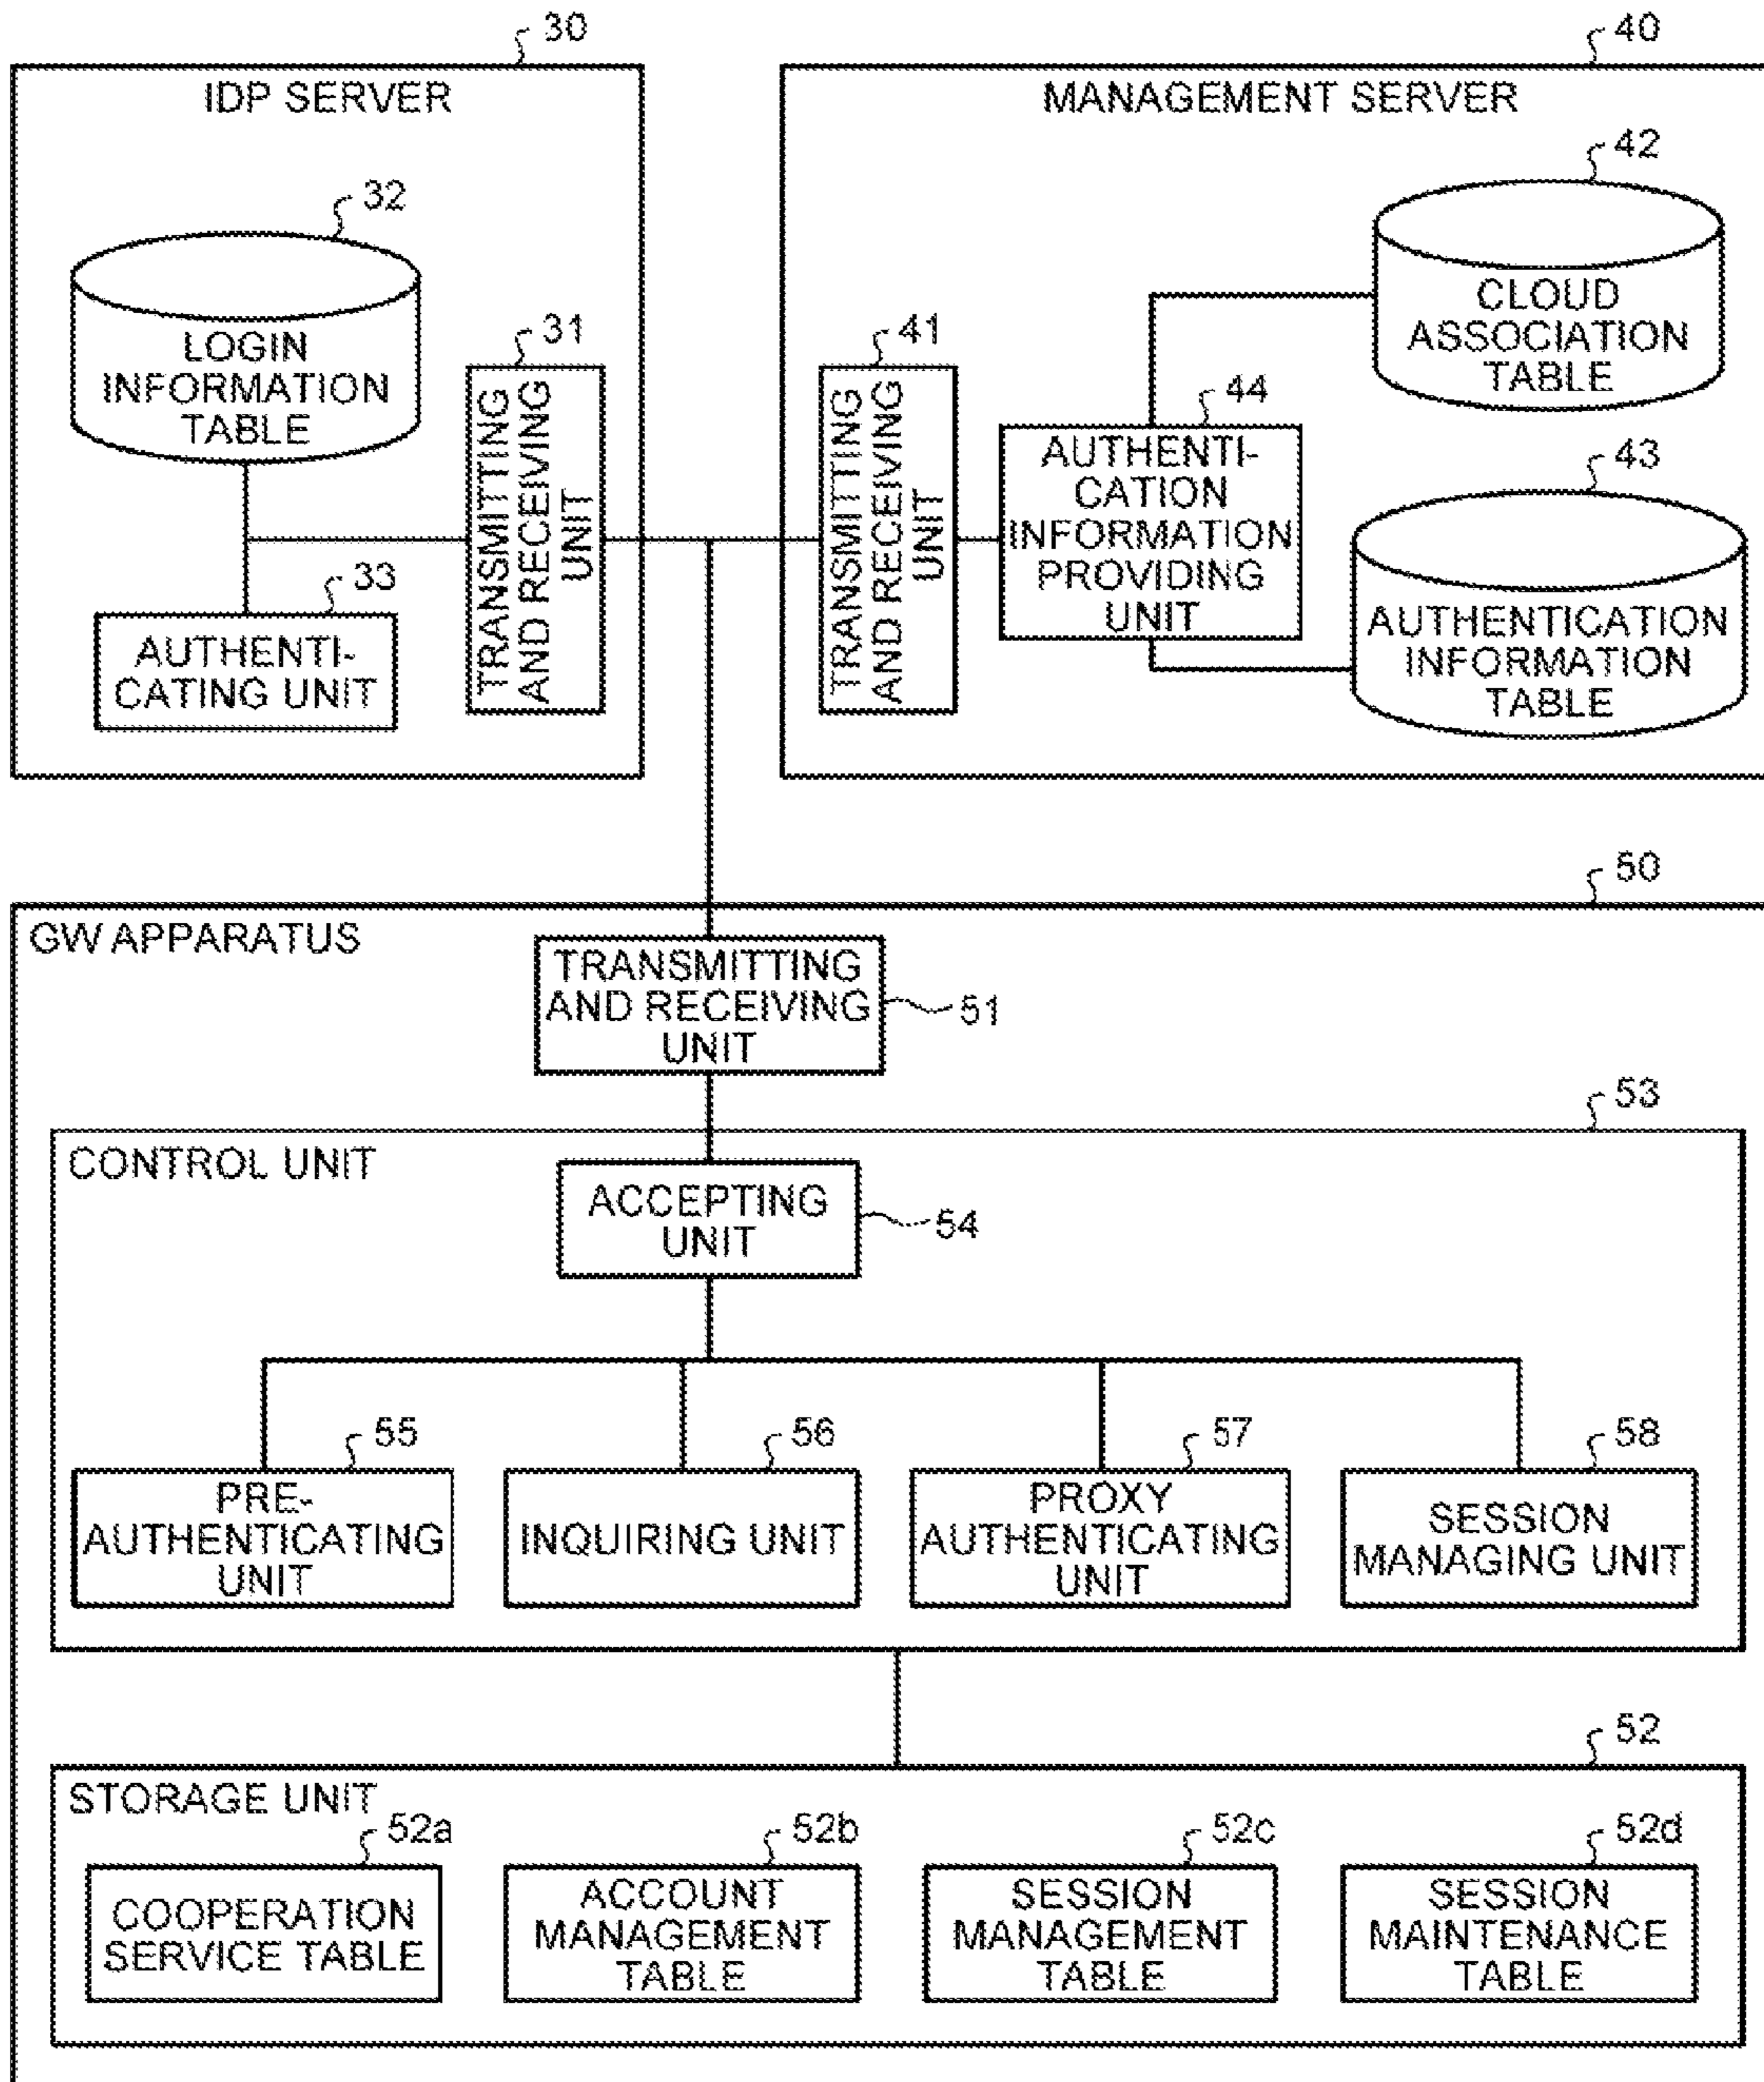 30
IDP SERVER
32
LOGIN
INFORMATION
TABLE
31
TRANSMITTING
AND RECEIVING
UNIT
33
AUTHENTI-
CATING UNIT
40
MANAGEMENT SERVER
42
CLOUD
ASSOCIATION
TABLE
41
TRANSMITTING
AND RECEIVING
UNIT
44
AUTHENTI-
CATION
INFORMATION
PROVIDING
UNIT
43
AUTHENTICATION
INFORMATION
TABLE
50
GW APPARATUS
TRANSMITTING
AND RECEIVING
UNIT
51
53
CONTROL UNIT
ACCEPTING
UNIT
54
55
PRE-
AUTHENTICATING
UNIT
56
INQUIRING UNIT
57
PROXY
AUTHENTICATING
UNIT
58
SESSION
MANAGING UNIT
52
STORAGE UNIT
52a
COOPERATION
SERVICE TABLE
52b
ACCOUNT
MANAGEMENT
TABLE
52c
SESSION
MANAGEMENT
TABLE
52d
SESSION
MAINTENANCE
TABLE